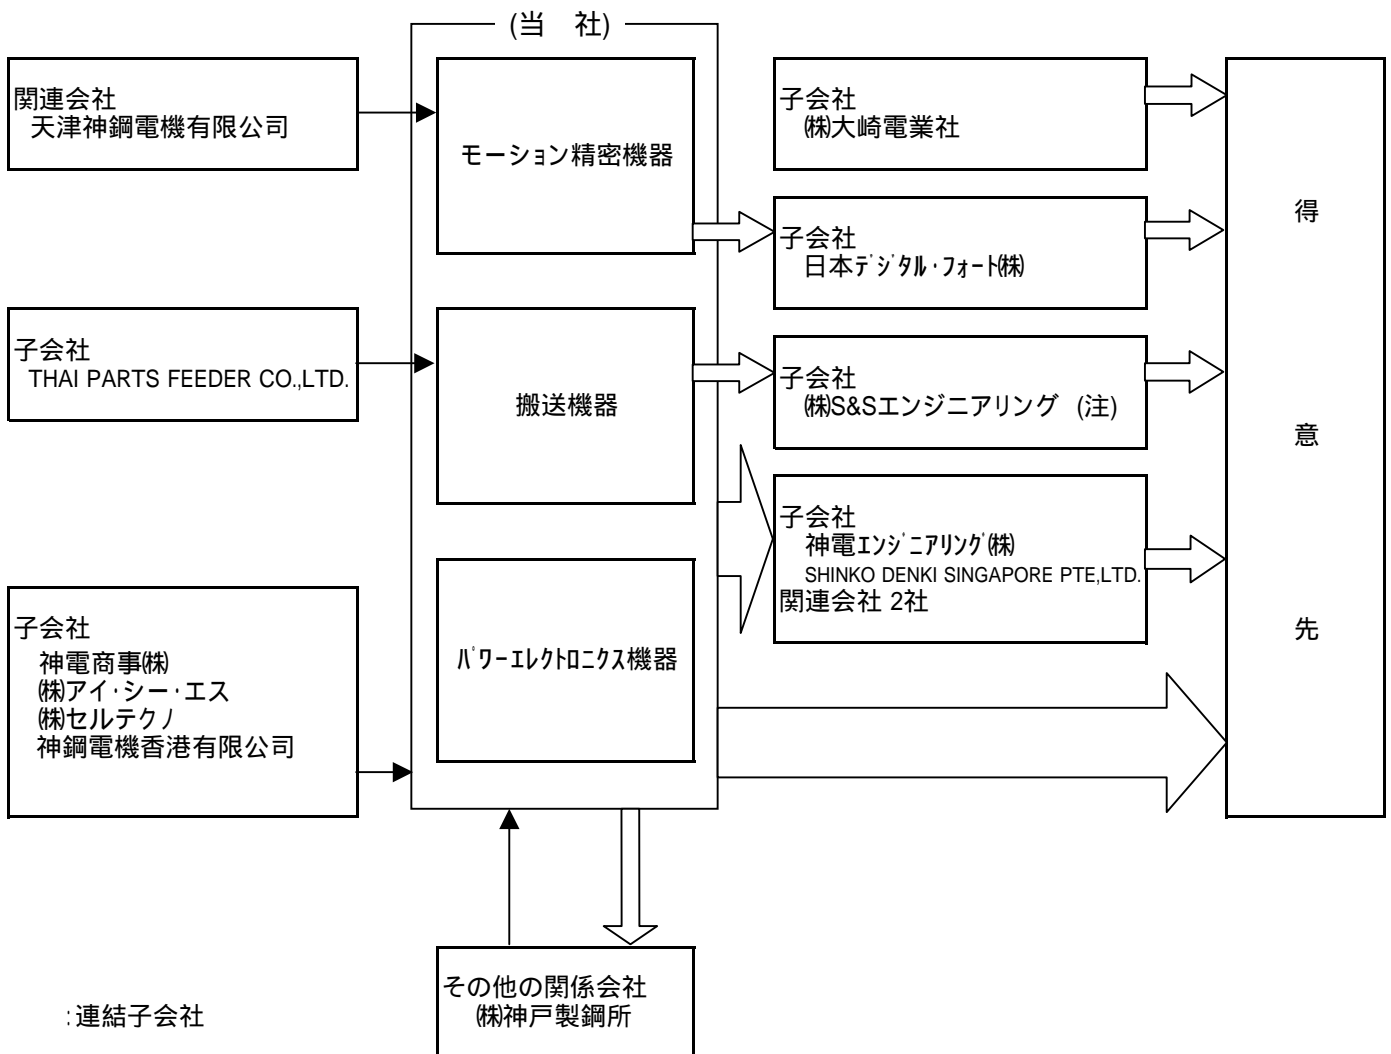 (当　社)
関連会社
天津神鋼電機有限公司
モーション精密機器
子会社
㈱大崎電業社
子会社
日本ﾃﾞｼﾞﾀﾙ・ﾌｫｰﾄ㈱
子会社
THAI PARTS FEEDER CO.,LTD.
搬送機器
子会社
㈱S&Sエンジニアリング (注)
子会社
神電ｴﾝｼﾞﾆｱﾘﾝｸﾞ㈱
SHINKO DENKI SINGAPORE PTE,LTD.
関連会社 2社
子会社
神電商事㈱
㈱アイ・シー・エス
㈱セルテクノ
神鋼電機香港有限公司
ﾊﾟﾜｰｴﾚｸﾄﾛﾆｸｽ機器
得
意
先
その他の関係会社
㈱神戸製鋼所
:連結子会社